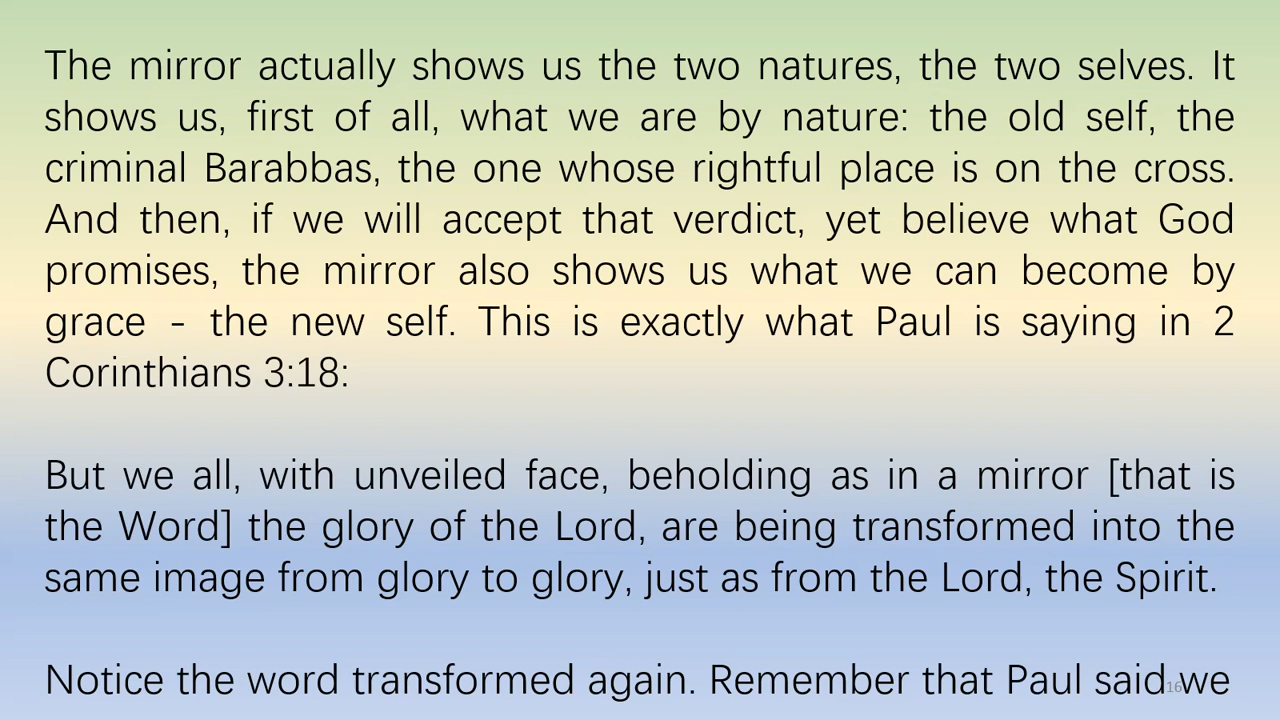 The mirror actually shows us the two natures, the two selves. It
shows us, first of all, what we are by nature: the old self, the
criminal Barabbas, the one whose rightful place is on the cross.
And then, if we will accept that verdict, yet believe what God
promises, the mirror also shows us what we can become by
grace - the new self. This is exactly what Paul is saying in 2
Corinthians 3:18:
But we all, with unveiled face, beholding as in a mirror [that is
the Word] the glory of the Lord, are being transformed into the
same image from glory to glory, just as from the Lord, the Spirit.
Notice the word transformed again. Remember that Paul said we
16